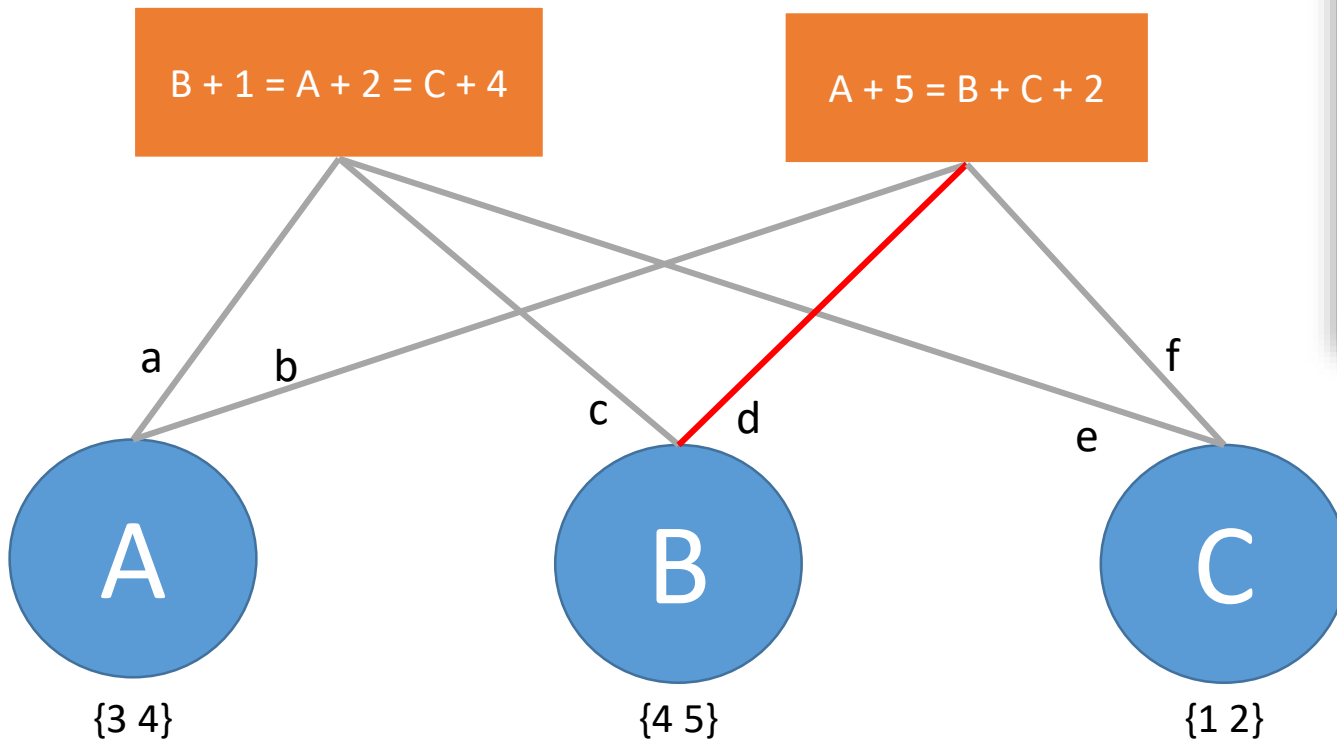 B + 1 = A + 2 = C + 4
A + 5 = B + C + 2
a
b
c
d
e
f
A
B
C
{3 4}
{4 5}
{1 2}